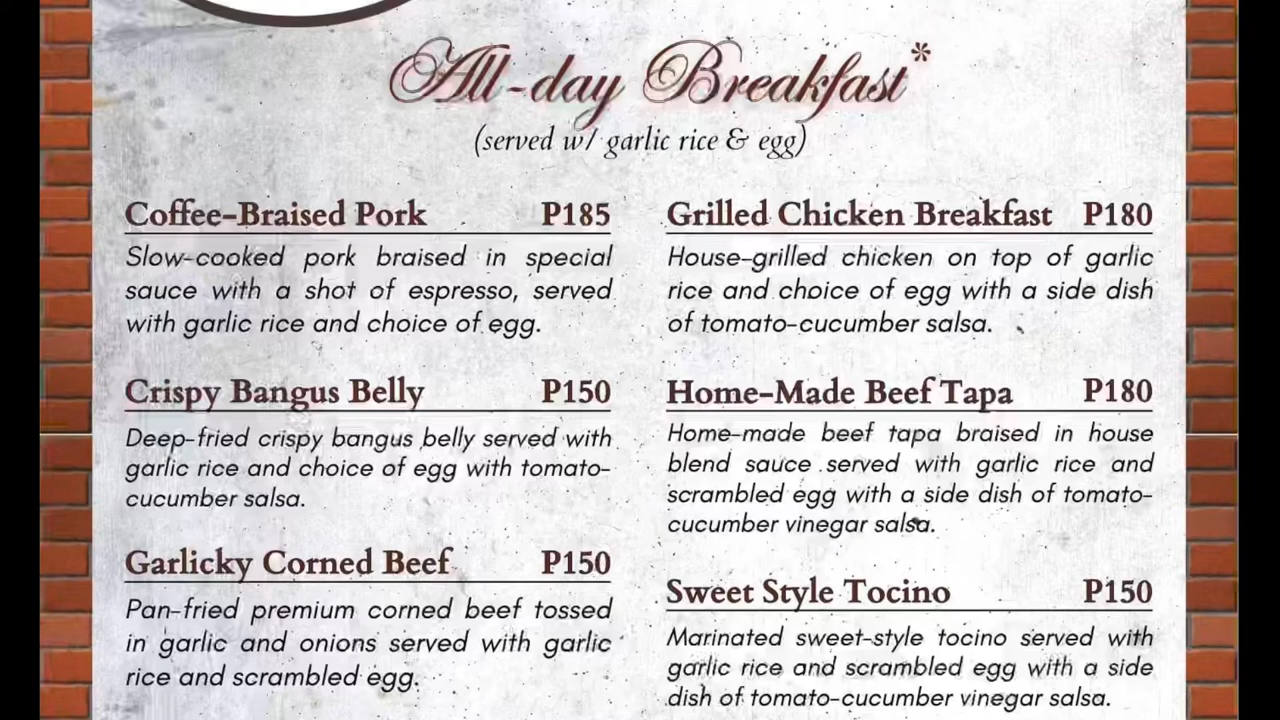 All-day Breakfast*
(served w/ garlic rice & egg)
Coffee-Braised Pork P185
Slow-cooked pork braised in special
sauce with a shot of espresso, served
with garlic rice and choice of egg.
Crispy Bangus Belly P150
Deep-fried crispy bangus belly served with
garlic rice and choice of egg with tomato-
cucumber salsa.
Garlicky Corned Beef P150
Pan-fried premium corned beef tossed
in garlic and onions served with garlic
rice and scrambled egg.
Grilled Chicken Breakfast P180
House-grilled chicken on top of garlic
rice and choice of egg with a side dish
of tomato-cucumber salsa.
Home-Made Beef Tapa P180
Home-made beef tapa braised in house
blend sauce served with garlic rice and
scrambled egg with a side dish of tomato-
cucumber vinegar salsa.
Sweet Style Tocino P150
Marinated sweet-style tocino served with
garlic rice and scrambled egg with a side
dish of tomato-cucumber vinegar salsa.